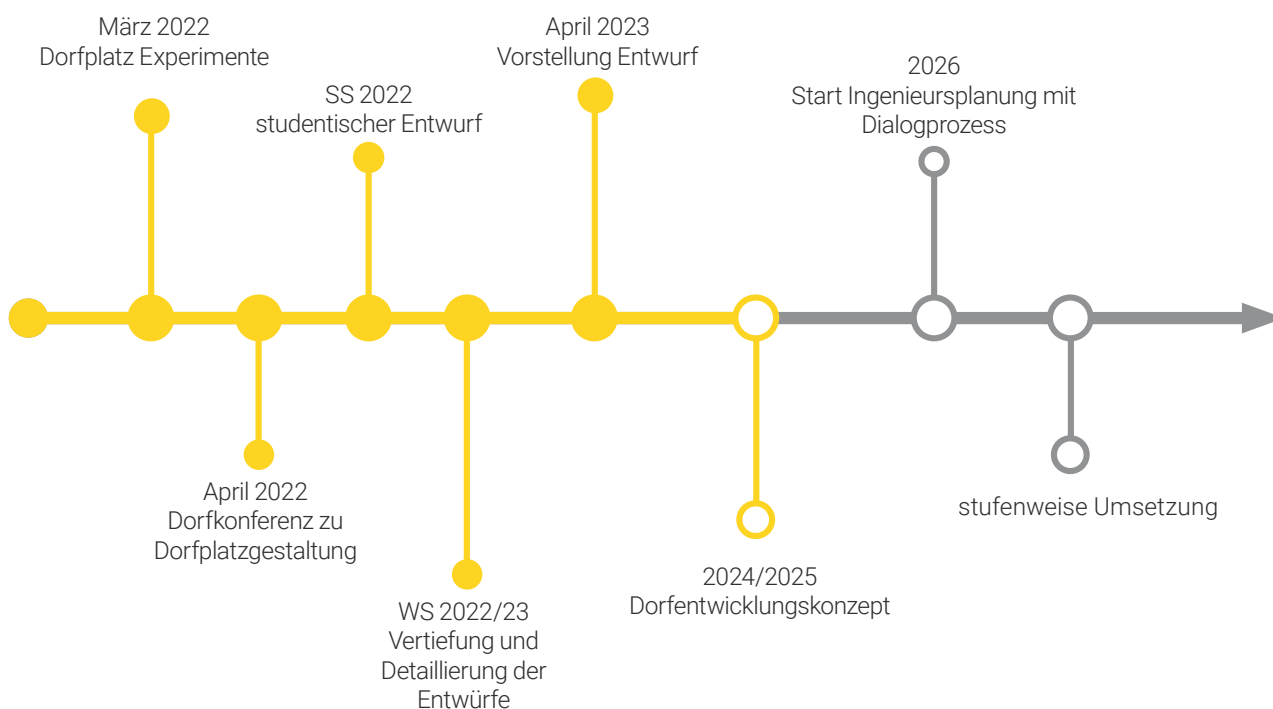 März 2022
Dorfplatz Experimente
April 2022
Dorfkonferenz zu
Dorfplatzgestaltung
SS 2022
studentischer Entwurf
WS 2022/23
Vertiefung und
Detaillierung der
Entwürfe
April 2023
Vorstellung Entwurf
2024/2025
Dorfentwicklungskonzept
2026
Start Ingenieursplanung mit
Dialogprozess
stufenweise Umsetzung